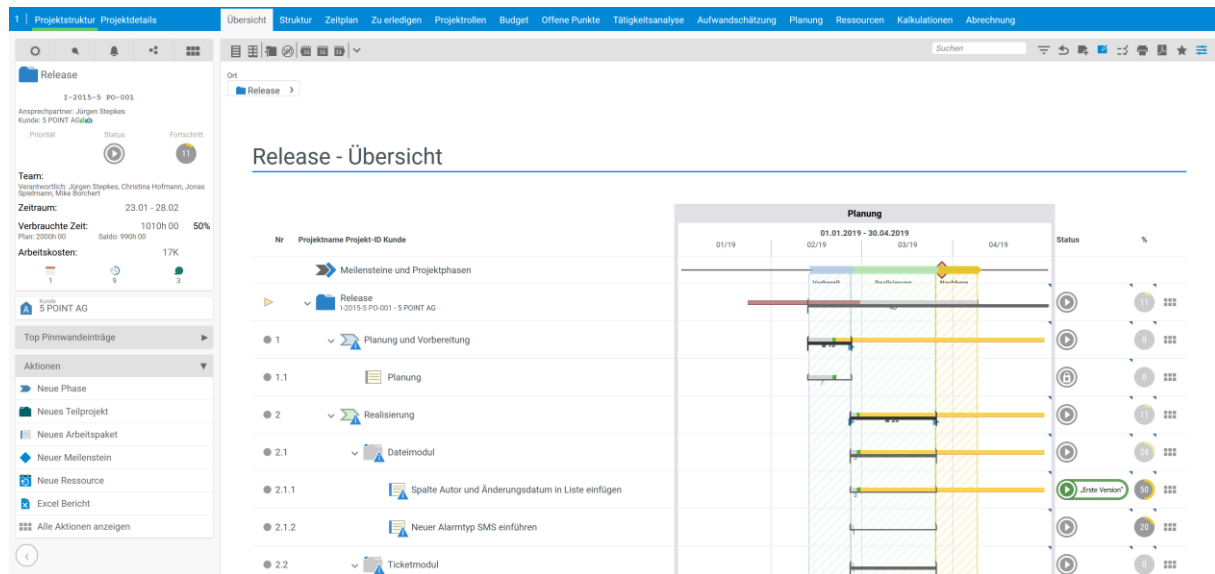 1 | Projektstruktur Projektdetails
Übersicht Struktur Zeitplan Zu erledigen Projektrollen Budget Offene Punkte Tätigkeitsanalyse Aufwandschätzung Planung Ressourcen Kalkulationen Abrechnung
Suchen
Release
I-2015-5 PO-001
Ansprechpartner: Jürgen Stepkes
Kunde: 5 POINT AG
Priorität Status Fortschritt
11
Team:
Verantwortlich: Jürgen Stepkes, Christina Hofmann, Jonas
Spielmann, Mike Borchert
Zeitraum: 23.01 - 28.02
Verbrauchte Zeit: 1010h 00 50%
Plan: 2000h 00 Saldo: 990h 00
Arbeitskosten: 17K
1 9 3
Kunde
5 POINT AG
Top Pinnwandeinträge
Aktionen
Neue Phase
Neues Teilprojekt
Neues Arbeitspaket
Neuer Meilenstein
Neue Ressource
Excel Bericht
Alle Aktionen anzeigen
Ort
Release
Release - Übersicht
Planung
Nr Projektname Projekt-ID Kunde
01.01.2019 - 30.04.2019
01/19 02/19 03/19 04/19
Status %
Meilensteine und Projektphasen
Release
I-2015-5 PO-001 - 5 POINT AG
11
1 Planung und Vorbereitung
0
1.1 Planung
7
0
2 Realisierung
11
2.1 Dateimodul
28
2.1.1 Spalte Autor und Änderungsdatum in Liste einfügen
„Erste Version"
50
2.1.2 Neuer Alarmtyp SMS einführen
20
2.2 Ticketmodul
0